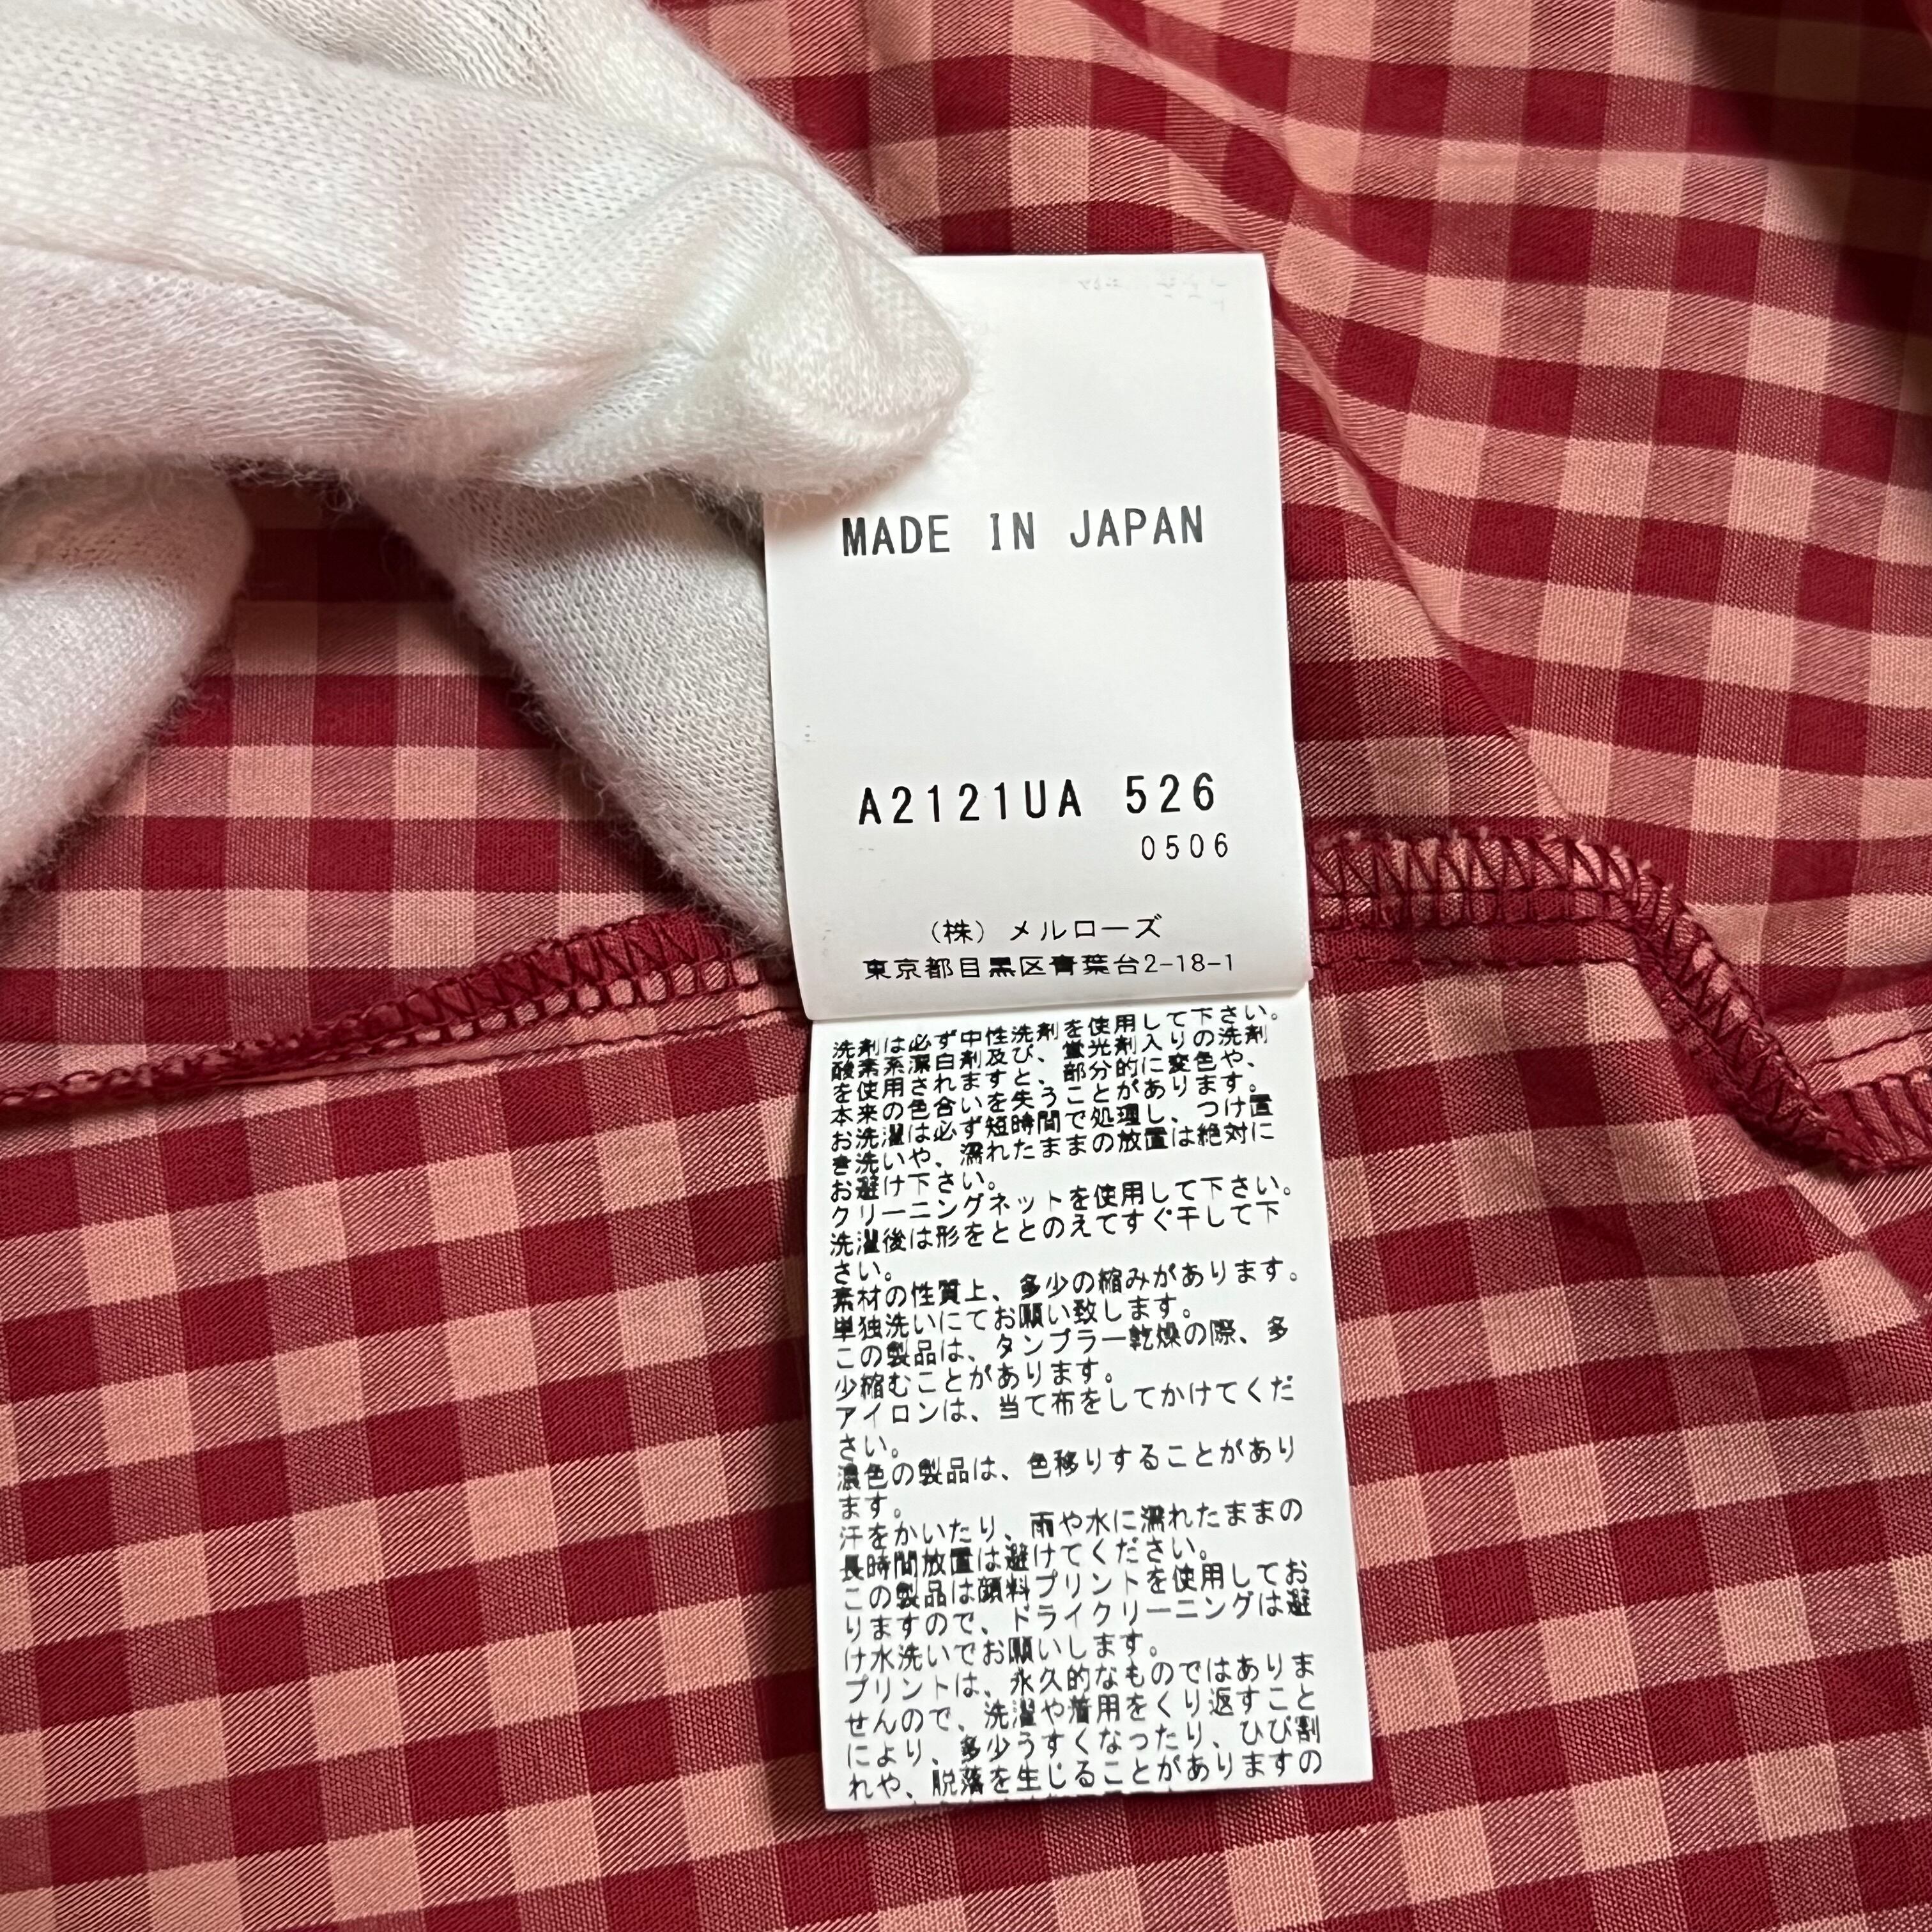 MADE IN JAPAN
A2121UA 526
0506
（株）メルローズ
東京都目黒区青葉台2-18-1
洗剤は必ず中性洗剤を使用して下さい。
酸素系漂白剤及び、蛍光剤入りの洗剤
を使用されますと、部分的に変色や、
本来の色合いを失うことがあります。
お洗濯は必ず短時間で処理し、つけ置
き洗いや、濡れたままの放置は絶対に
お避け下さい。
クリーニングネットを使用して下さい。
洗濯後は形をととのえてすぐ干して下
さい。
素材の性質上、多少の縮みがあります。
単独洗いにてお願い致します。
この製品は、タンブラー乾燥の際、多
少縮むことがあります。
アイロンは、当て布をしてかけてくだ
さい。
濃色の製品は、色移りすることがあり
ます。
汗をかいたり、雨や水に濡れたままの
長時間放置は避けてください。
この製品は顔料プリントを使用してお
りますので、ドライクリーニングは避
け水洗いでお願いします。
プリントは、永久的なものではありま
せんので、洗濯や着用をくり返すこと
により、多少うすくなったり、ひび割
れや、脱落を生じることがありますの